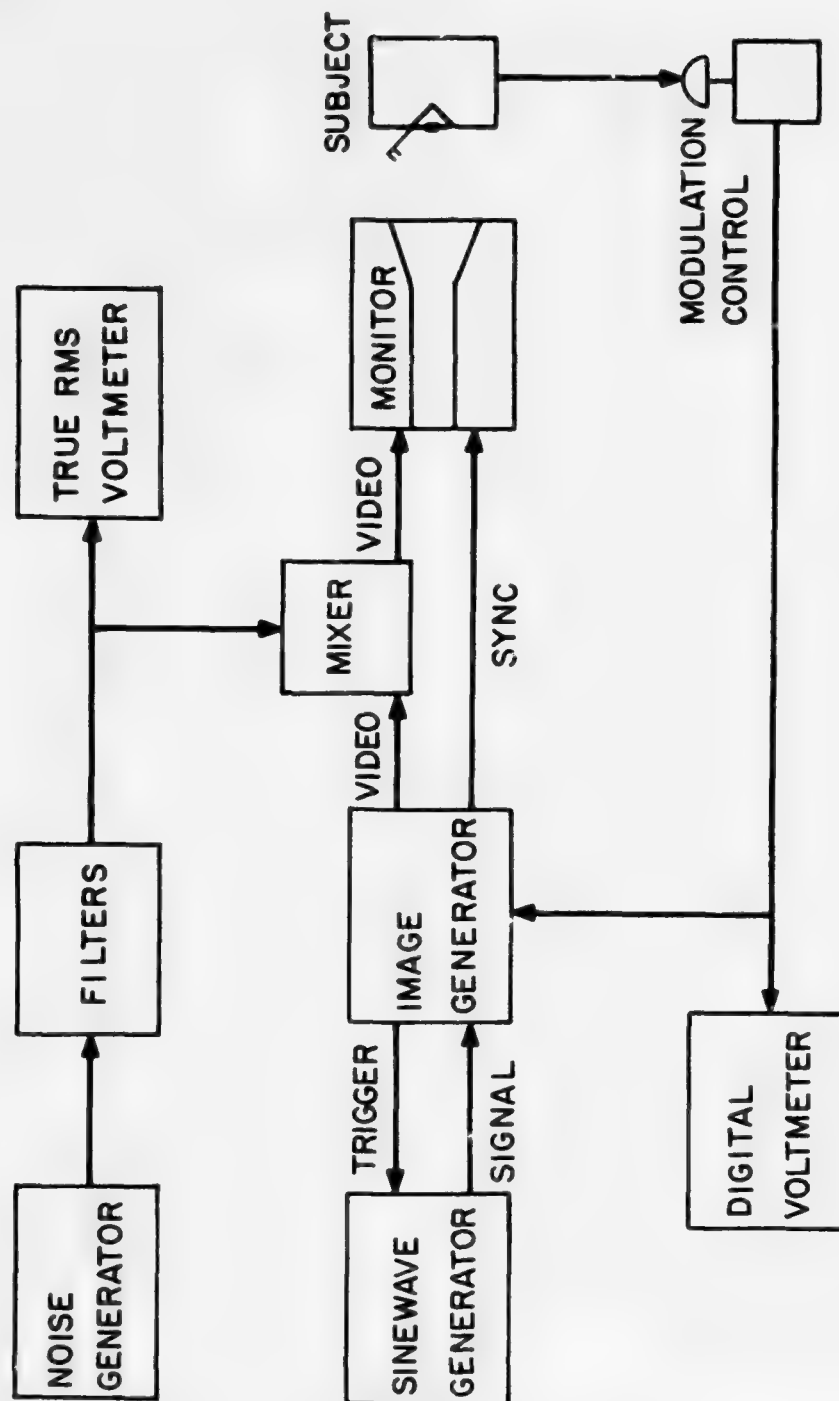 NOISE
GENERATOR
FILTERS
TRUE RMS
VOLTMETER
SINEWAVE
GENERATOR
TRIGGER
SIGNAL
IMAGE
GENERATOR
VIDEO
MIXER
VIDEO
SYNC
MONITOR
SUBJECT
DIGITAL
VOLTMETER
MODULATION
CONTROL